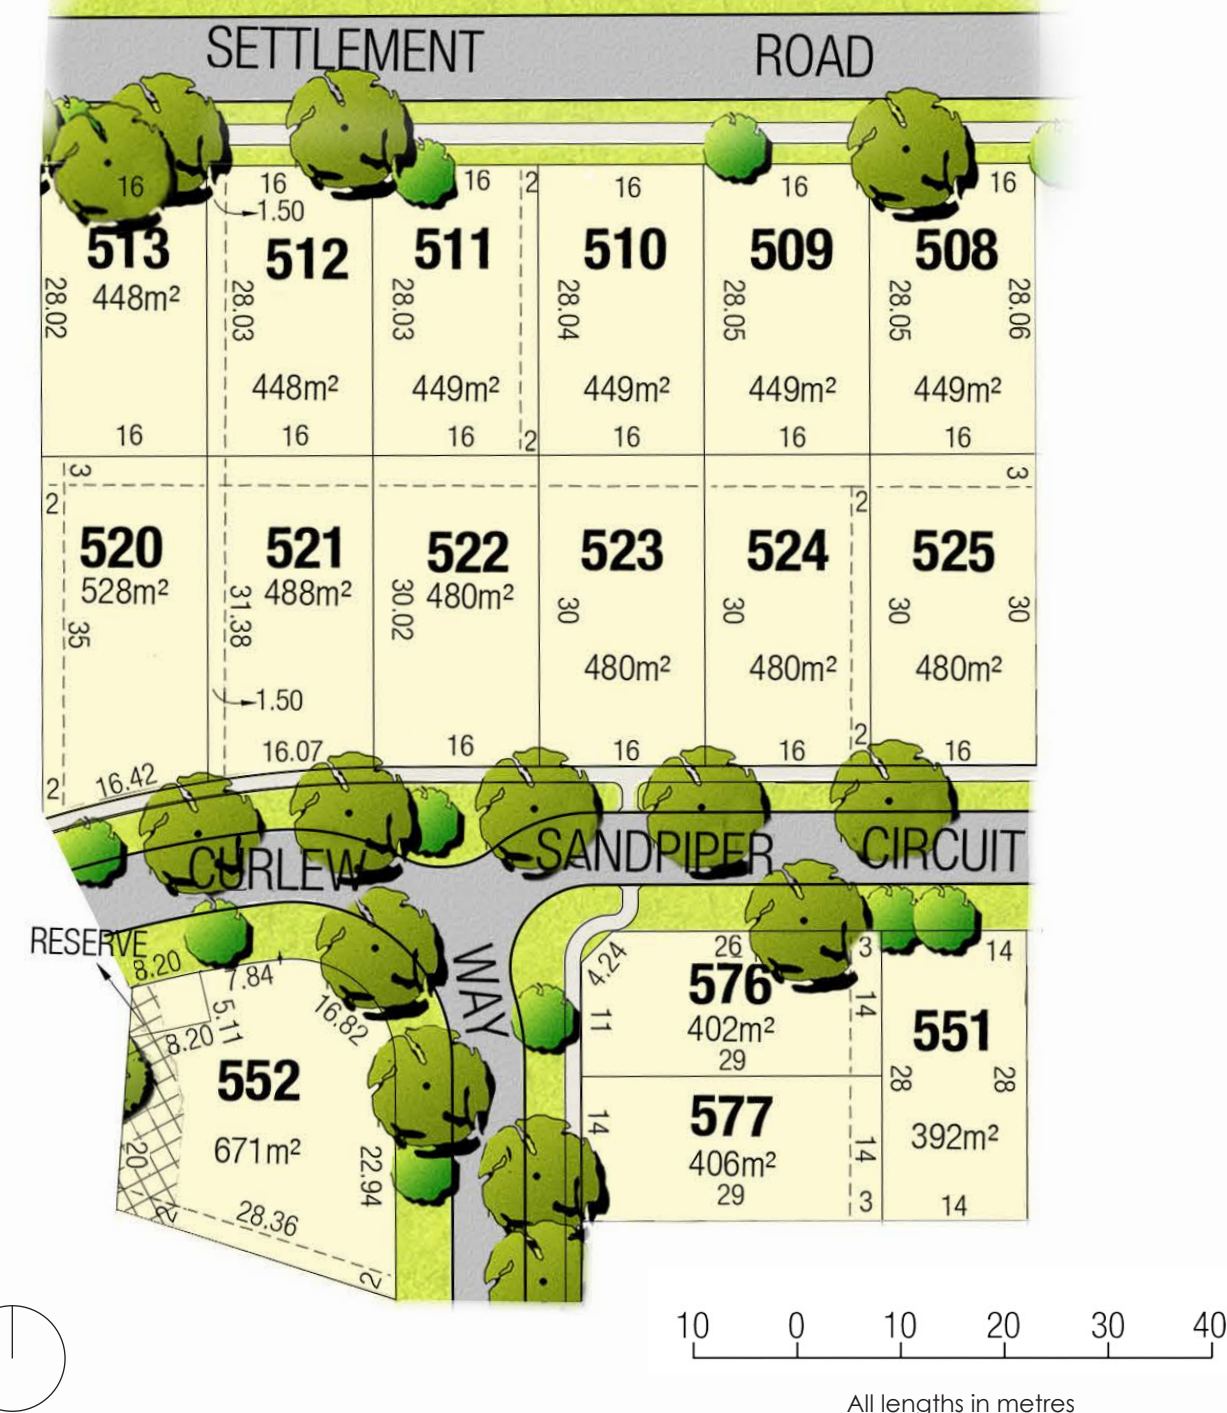 SETTLEMENT ROAD
16 16 16 2 16 16 16
1.50
513 512 511 510 509 508
448m²
28.02 28.03 28.03 28.04 28.05 28.05 28.06
448m² 449m² 449m² 449m² 449m²
16 16 16 2 16 16 16
3 3
2 2
520 521 522 523 524 525
528m² 488m² 480m²
35 31.38 30.02 30 30 30 30
480m² 480m² 480m²
1.50
2 16.42 16.07 16 16 16 2 16
CURLEW SANDPIPER CIRCUIT
WAY
RESERVE
8.20 7.84 4.24 26 3 14
5.11 16.82 576 14
8.20 11 402m² 551
552 29 28 28
577
671m² 14 406m² 14 392m²
20 22.94 29 3 14
2 28.36
2
10 0 10 20 30 40
All lengths in metres